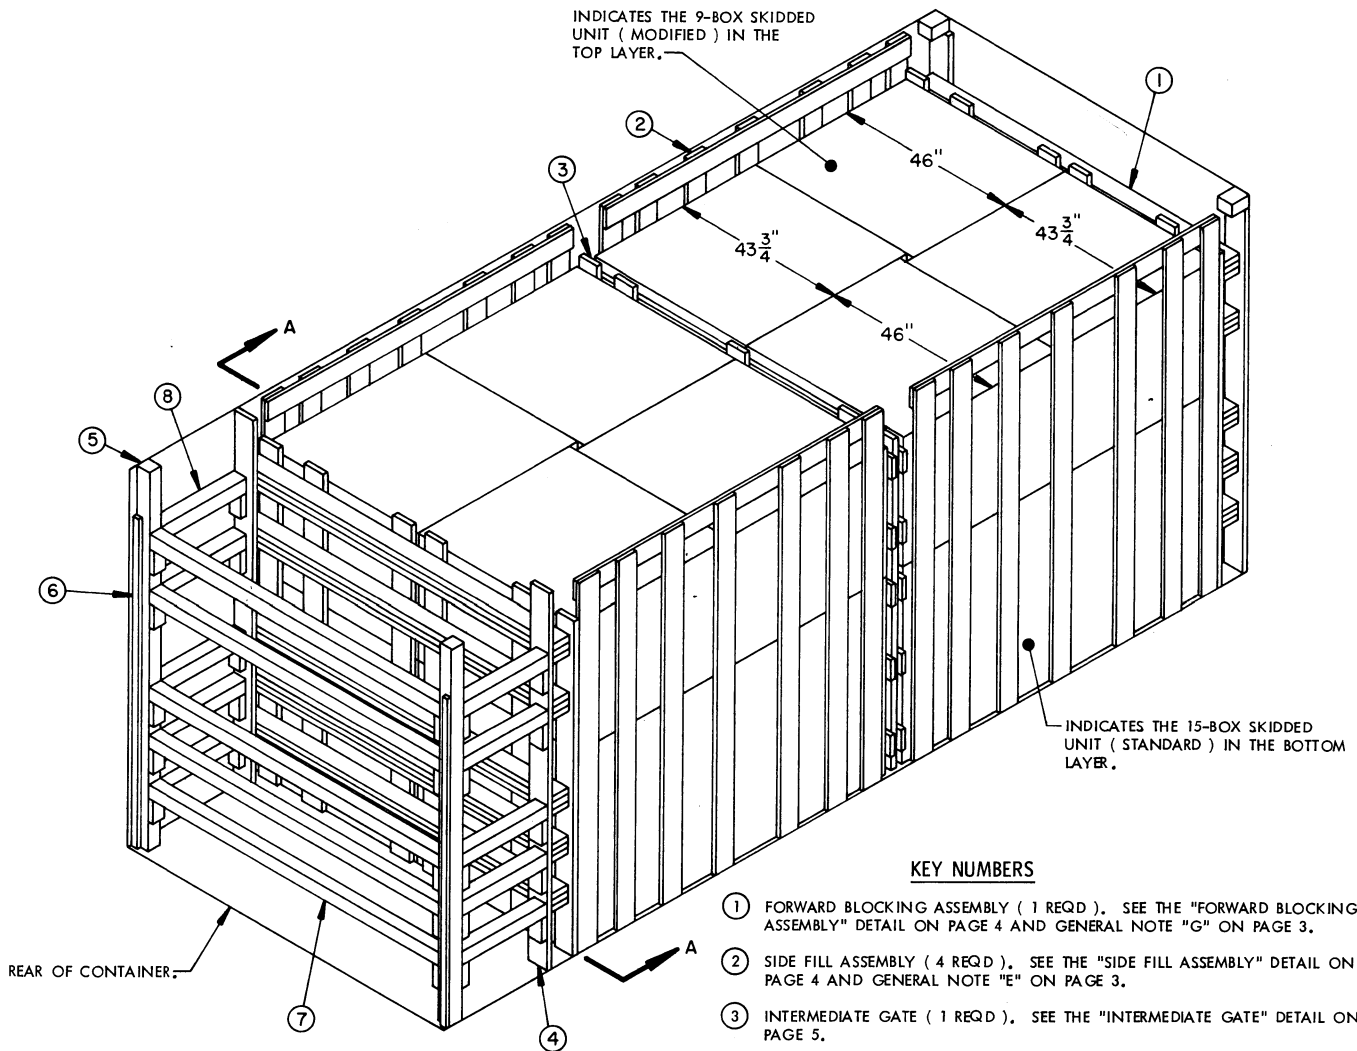 INDICATES THE 9-BOX SKIDDED
UNIT ( MODIFIED ) IN THE
TOP LAYER.
1
2
3
46"
43 3/4"
43 3/4"
46"
A
8
5
6
INDICATES THE 15-BOX SKIDDED
UNIT ( STANDARD ) IN THE BOTTOM
LAYER.
A
REAR OF CONTAINER.
7
4
KEY NUMBERS
1 FORWARD BLOCKING ASSEMBLY ( 1 REQD ). SEE THE "FORWARD BLOCKING
ASSEMBLY" DETAIL ON PAGE 4 AND GENERAL NOTE "G" ON PAGE 3.
2 SIDE FILL ASSEMBLY ( 4 REQD ). SEE THE "SIDE FILL ASSEMBLY" DETAIL ON
PAGE 4 AND GENERAL NOTE "E" ON PAGE 3.
3 INTERMEDIATE GATE ( 1 REQD ). SEE THE "INTERMEDIATE GATE" DETAIL ON
PAGE 5.